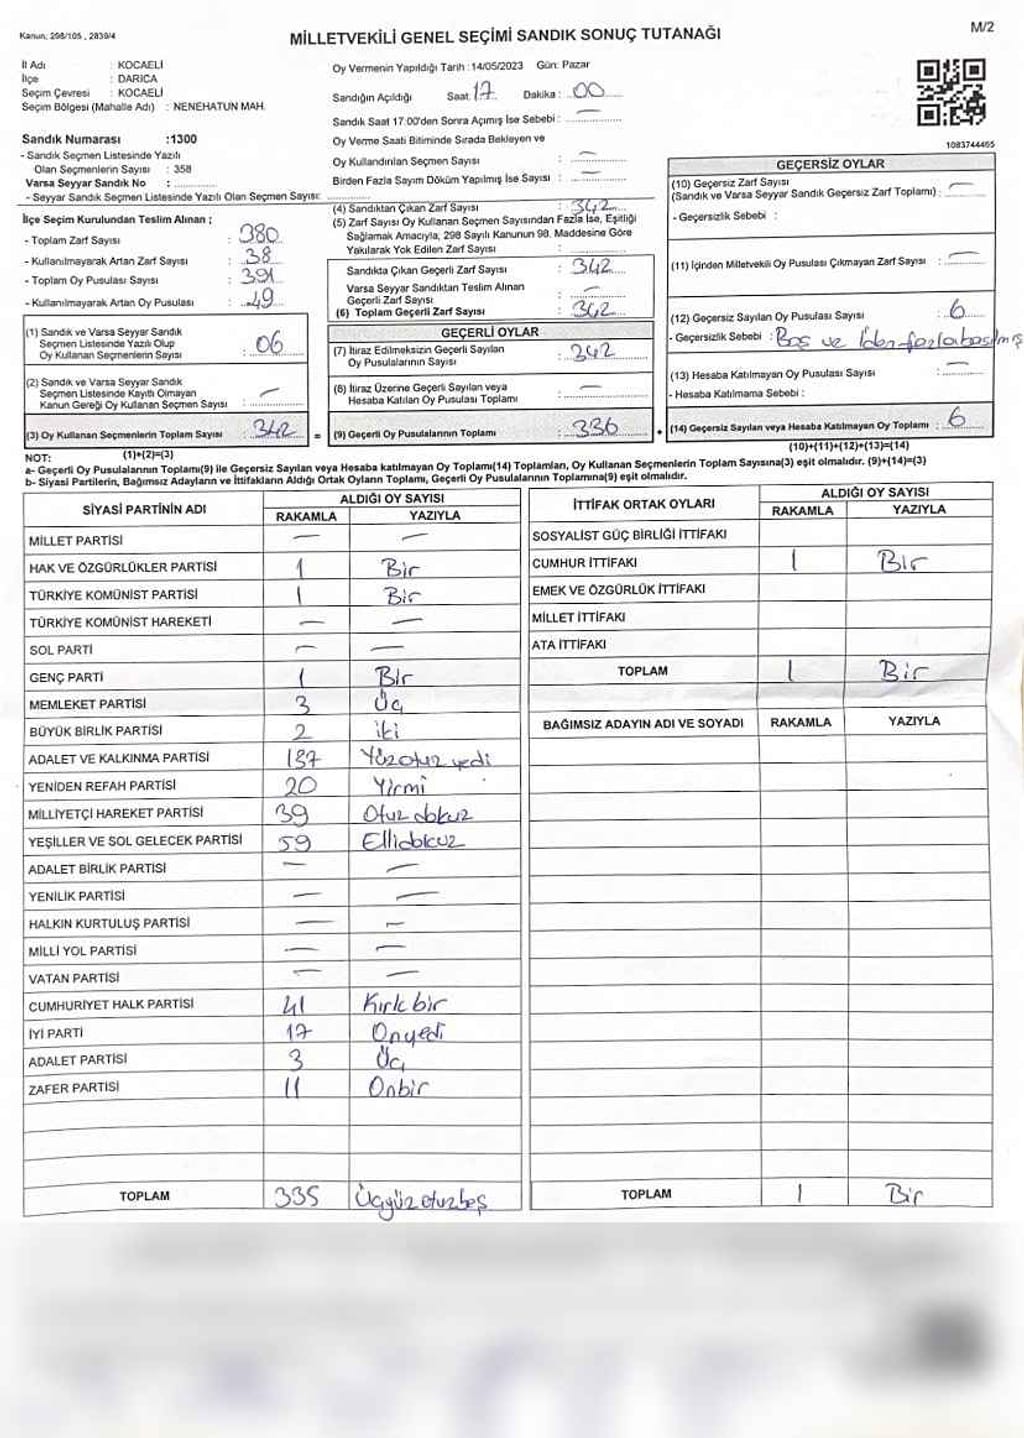 Kanun, 298/105 , 2839/4
M/2
MİLLETVEKİLİ GENEL SEÇİMİ SANDIK SONUÇ TUTANAĞI
İl Adı : KOCAELİ
İlçe : DARICA
Seçim Çevresi : KOCAELİ
Seçim Bölgesi (Mahalle Adı) : NENEHATUN MAH.
Sandık Numarası :1300
- Sandık Seçmen Listesinde Yazılı
Olan Seçmenlerin Sayısı : 358
Varsa Seyyar Sandık No :
- Seyyar Sandık Seçmen Listesinde Yazılı Olan Seçmen Sayısı:
İlçe Seçim Kurulundan Teslim Alınan ;
- Toplam Zarf Sayısı : 380
- Kullanılmayarak Artan Zarf Sayısı : 38
- Toplam Oy Pusulası Sayısı : 391
- Kullanılmayarak Artan Oy Pusulası : 49
(1) Sandık ve Varsa Seyyar Sandık
Seçmen Listesinde Yazılı Olup
Oy Kullanan Seçmenlerin Sayısı : 06
(2) Sandık ve Varsa Seyyar Sandık
Seçmen Listesinde Kayıtlı Olmayan
Kanun Gereği Oy Kullanan Seçmen Sayısı : —
(3) Oy Kullanan Seçmenlerin Toplam Sayısı : 342 =
(1)+(2)=(3)
Oy Vermenin Yapıldığı Tarih :14/05/2023 Gün: Pazar
Sandığın Açıldığı Saat: 17 Dakika : 00
Sandık Saat 17:00'den Sonra Açımış İse Sebebi : —
Oy Verme Saati Bitiminde Sırada Bekleyen ve
Oy Kullandırılan Seçmen Sayısı : —
Birden Fazla Sayım Döküm Yapılmış İse Sayısı : —
(4) Sandıktan Çıkan Zarf Sayısı : 342
(5) Zarf Sayısı Oy Kullanan Seçmen Sayısından Fazla İse, Eşitliği
Sağlamak Amacıyla, 298 Sayılı Kanunun 98. Maddesine Göre
Yakılarak Yok Edilen Zarf Sayısı :
Sandıkta Çıkan Geçerli Zarf Sayısı : 342
Varsa Seyyar Sandıktan Teslim Alınan
Geçerli Zarf Sayısı : —
(6) Toplam Geçerli Zarf Sayısı : 342
GEÇERLİ OYLAR
(7) İtiraz Edilmeksizin Geçerli Sayılan
Oy Pusulalarının Sayısı : 342
(8) İtiraz Üzerine Geçerli Sayılan veya
Hesaba Katılan Oy Pusulası Toplamı : —
(9) Geçerli Oy Pusulalarının Toplamı : 336 +
1083744465
GEÇERSİZ OYLAR
(10) Geçersiz Zarf Sayısı
(Sandık ve Varsa Seyyar Sandık Geçersiz Zarf Toplamı) : —
- Geçersizlik Sebebi :
(11) İçinden Milletvekili Oy Pusulası Çıkmayan Zarf Sayısı : —
(12) Geçersiz Sayılan Oy Pusulası Sayısı : 6
- Geçersizlik Sebebi : Boş ve 1'den fazla basılmış
(13) Hesaba Katılmayan Oy Pusulası Sayısı : —
- Hesaba Katılmama Sebebi :
(14) Geçersiz Sayılan veya Hesaba Katılmayan Oy Toplamı : 6
(10)+(11)+(12)+(13)=(14)
NOT:
a- Geçerli Oy Pusulalarının Toplamı(9) ile Geçersiz Sayılan veya Hesaba katılmayan Oy Toplamı(14) Toplamları, Oy Kullanan Seçmenlerin Toplam Sayısına(3) eşit olmalıdır. (9)+(14)=(3)
b- Siyasi Partilerin, Bağımsız Adayların ve İttifakların Aldığı Ortak Oyların Toplamı, Geçerli Oy Pusulalarının Toplamına(9) eşit olmalıdır.
SİYASİ PARTİNİN ADI ALDIĞI OY SAYISI
RAKAMLA YAZIYLA
MİLLET PARTİSİ — —
HAK VE ÖZGÜRLÜKLER PARTİSİ 1 Bir
TÜRKİYE KOMÜNİST PARTİSİ 1 Bir
TÜRKİYE KOMÜNİST HAREKETİ — —
SOL PARTİ — —
GENÇ PARTİ 1 Bir
MEMLEKET PARTİSİ 3 Üç
BÜYÜK BİRLİK PARTİSİ 2 iki
ADALET VE KALKINMA PARTİSİ 137 Yüzotuzyedi
YENİDEN REFAH PARTİSİ 20 Yirmi
MİLLİYETÇİ HAREKET PARTİSİ 39 Otuzdokuz
YEŞİLLER VE SOL GELECEK PARTİSİ 59 Ellidokuz
ADALET BİRLİK PARTİSİ — —
YENİLİK PARTİSİ — —
HALKIN KURTULUŞ PARTİSİ — —
MİLLİ YOL PARTİSİ — —
VATAN PARTİSİ — —
CUMHURİYET HALK PARTİSİ 41 Kırkbir
İYİ PARTİ 17 Onyedi
ADALET PARTİSİ 3 Üç
ZAFER PARTİSİ 11 Onbir
TOPLAM 335 Üçyüzotuzbeş
İTTİFAK ORTAK OYLARI ALDIĞI OY SAYISI
RAKAMLA YAZIYLA
SOSYALİST GÜÇ BİRLİĞİ İTTİFAKI
CUMHUR İTTİFAKI 1 Bir
EMEK VE ÖZGÜRLÜK İTTİFAKI
MİLLET İTTİFAKI
ATA İTTİFAKI
TOPLAM 1 Bir
BAĞIMSIZ ADAYIN ADI VE SOYADI RAKAMLA YAZIYLA
TOPLAM 1 Bir